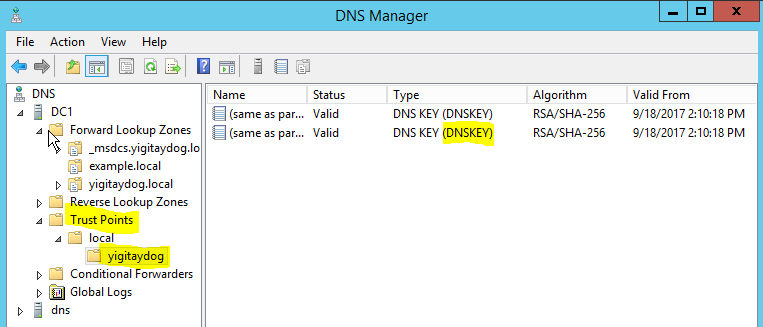 DNS Manager
File Action View Help
DNS
DC1
Forward Lookup Zones
_msdcs.yigitaydog.lo
example.local
yigitaydog.local
Reverse Lookup Zones
Trust Points
local
yigitaydog
Conditional Forwarders
Global Logs
dns
Name Status Type Algorithm Valid From
(same as par... Valid DNS KEY (DNSKEY) RSA/SHA-256 9/18/2017 2:10:18 PM
(same as par... Valid DNS KEY (DNSKEY) RSA/SHA-256 9/18/2017 2:10:18 PM